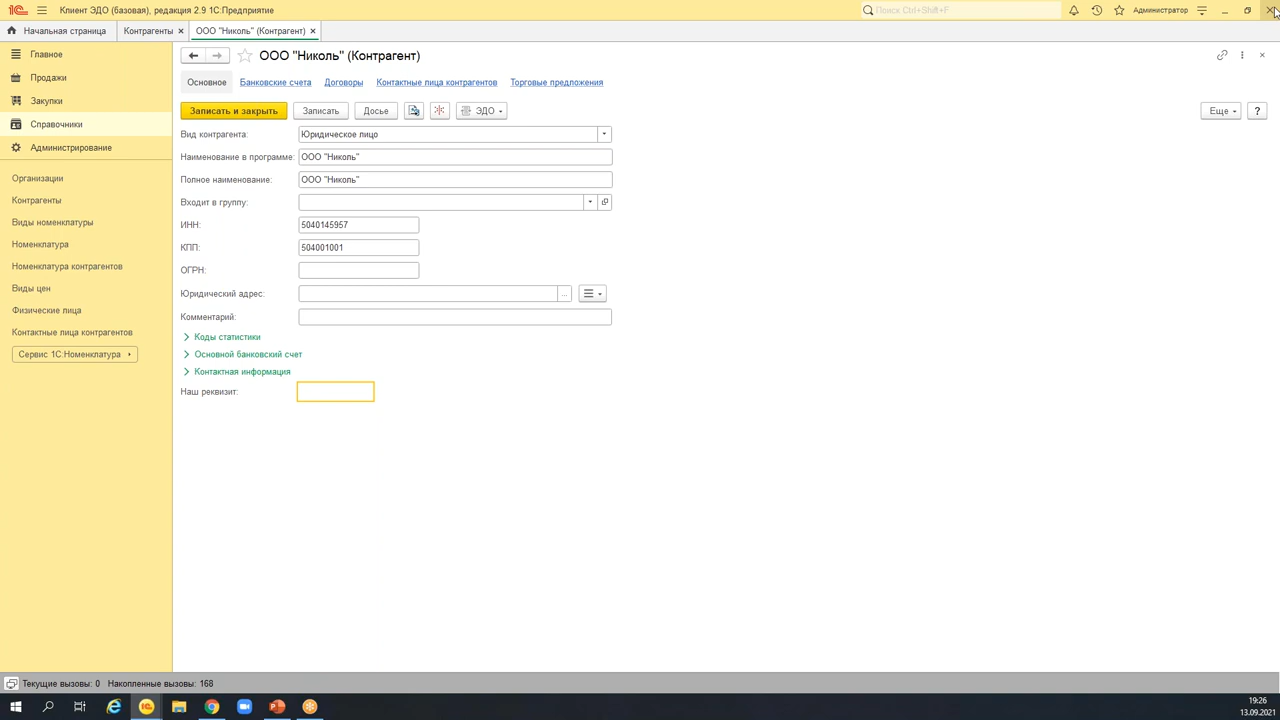 Клиент ЭДО (базовая), редакция 2.9 1С:Предприятие
Поиск Ctrl+Shift+F
Администратор
Начальная страница
Контрагенты ×
ООО "Николь" (Контрагент) ×
Главное
Продажи
Закупки
Справочники
Администрирование
Организации
Контрагенты
Виды номенклатуры
Номенклатура
Номенклатура контрагентов
Виды цен
Физические лица
Контактные лица контрагентов
Сервис 1С:Номенклатура
ООО "Николь" (Контрагент)
Основное Банковские счета Договоры Контактные лица контрагентов Торговые предложения
Записать и закрыть Записать Досье ЭДО Еще ?
Вид контрагента: Юридическое лицо
Наименование в программе: ООО "Николь"
Полное наименование: ООО "Николь"
Входит в группу:
ИНН: 5040145957
КПП: 504001001
ОГРН:
Юридический адрес: ...
Комментарий:
Коды статистики
Основной банковский счет
Контактная информация
Наш реквизит:
Текущие вызовы: 0 Накопленные вызовы: 168
19:26
13.09.2021